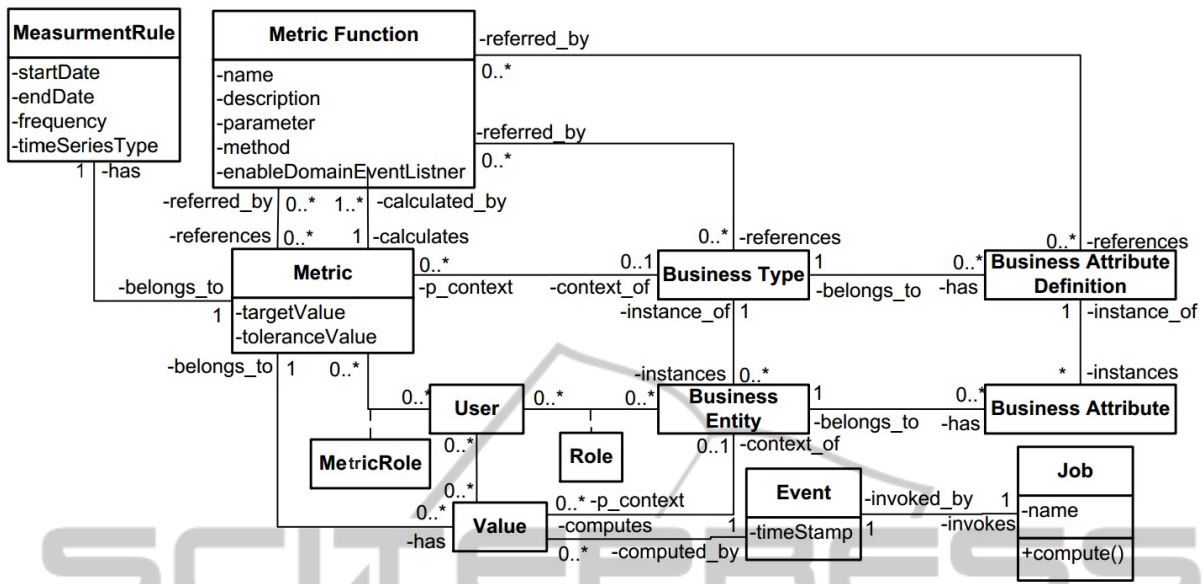 MeasurmentRule
-startDate
-endDate
-frequency
-timeSeriesType
1 -has
Metric Function
-name
-description
-parameter
-method
-enableDomainEventListner
-referred_by
0..*
-referred_by
0..*
-referred_by 0..* 1..* -calculated_by
-references 0..* 1 -calculates
0..* -references
0..* -references
Metric
-targetValue
-toleranceValue
-belongs_to
1
0..*
-p_context
0..1
-context_of
Business Type
1
-belongs_to
0..*
-has
Business Attribute
Definition
-instance_of 1
1 -instance_of
-belongs_to 1 0..*
-instances 0..*
* -instances
0..*
User
0..*
0..*
Business
Entity
1
-belongs_to
0..*
-has
Business Attribute
MetricRole
Role
0..*
0..*
0..1 -context_of
0..*
-has
Value
0..* -p_context
-computes
0..* -computed_by
1
Event
-timeStamp
-invoked_by
1
1
-invokes
Job
-name
+compute()
SCITEPRESS